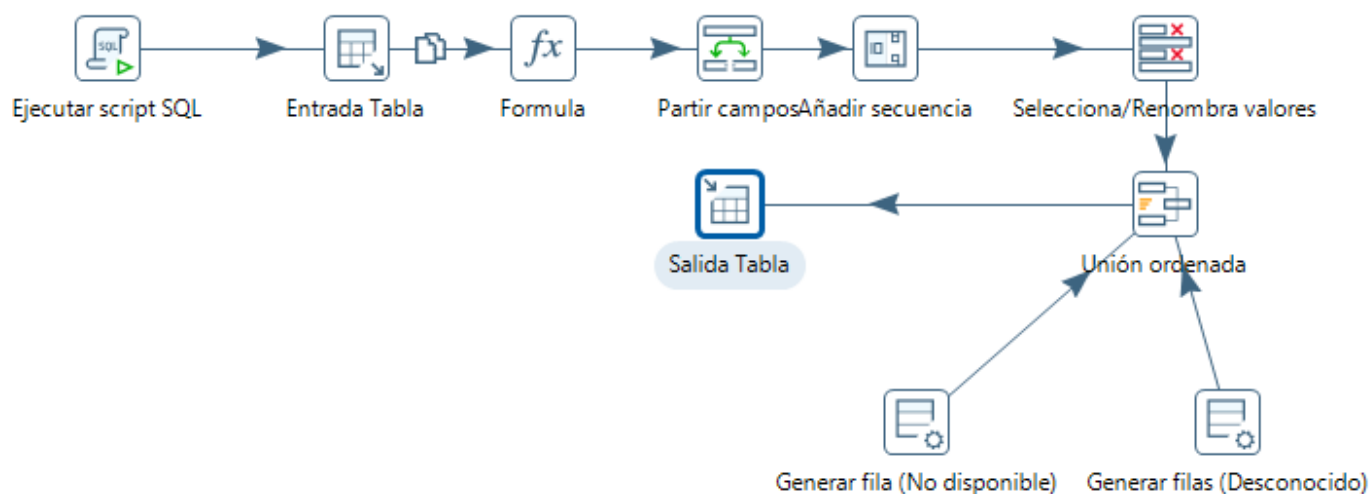 SQL
fx
ID
Ejecutar script SQL
Entrada Tabla
Formula
Partir campos
Añadir secuencia
Selecciona/Renombra valores
Salida Tabla
Unión ordenada
Generar fila (No disponible)
Generar filas (Desconocido)